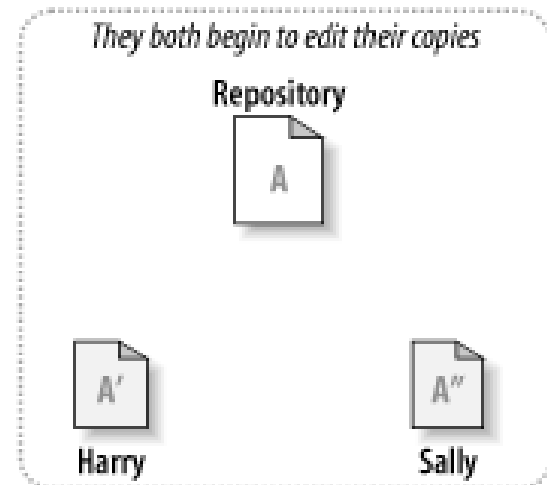 They both begin to edit their copies
Repository
A
A′
A″
Harry
Sally